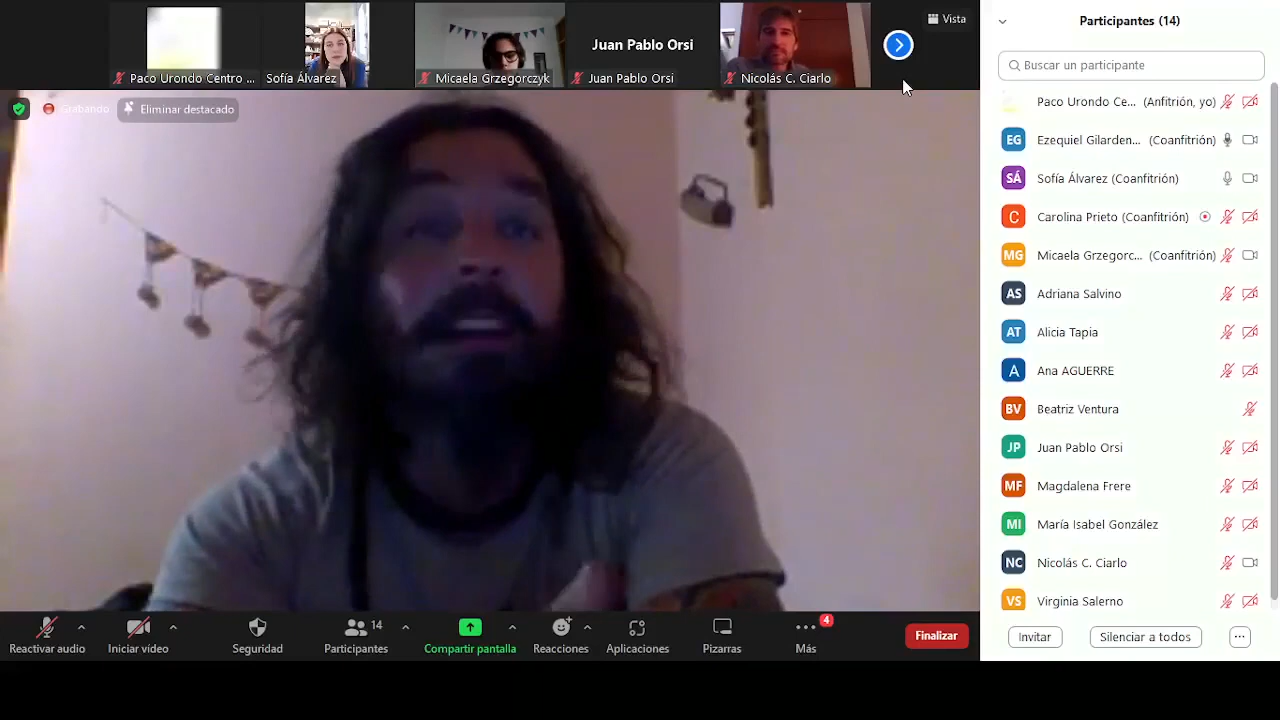 Juan Pablo Orsi
Vista
Paco Urondo Centro ...
Sofía Álvarez
Micaela Grzegorczyk
Juan Pablo Orsi
Nicolás C. Ciarlo
Grabando
Eliminar destacado
Participantes (14)
Buscar un participante
Paco Urondo Ce... (Anfitrión, yo)
EG Ezequiel Gilarden... (Coanfitrión)
SÁ Sofía Álvarez (Coanfitrión)
C Carolina Prieto (Coanfitrión)
MG Micaela Grzegorc... (Coanfitrión)
AS Adriana Salvino
AT Alicia Tapia
A Ana AGUERRE
BV Beatriz Ventura
JP Juan Pablo Orsi
MF Magdalena Frere
MI María Isabel González
NC Nicolás C. Ciarlo
VS Virginia Salerno
Invitar
Silenciar a todos
...
14
4
Reactivar audio
Iniciar vídeo
Seguridad
Participantes
Compartir pantalla
Reacciones
Aplicaciones
Pizarras
Más
Finalizar